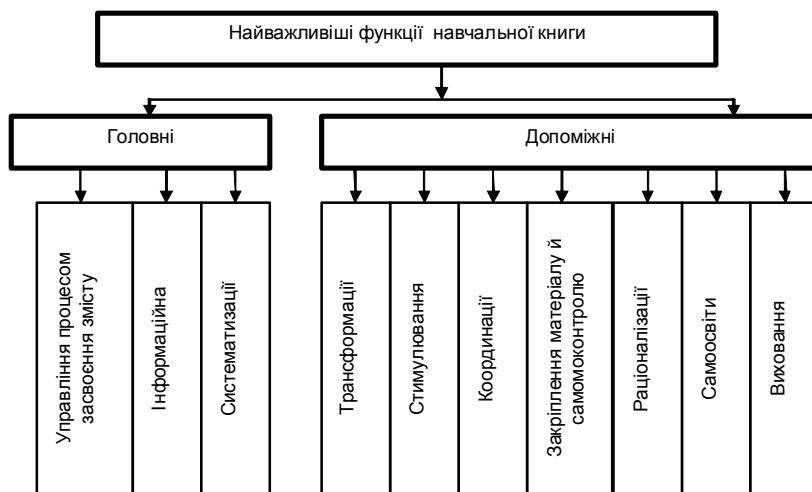 Найважливіші функції навчальної книги
Головні
Допоміжні
Управління процесом
засвоєння змісту
Інформаційна
Систематизації
Трансформації
Стимулювання
Координації
Закріплення матеріалу й
самомоконтролю
Раціоналізації
Самоосвіти
Виховання